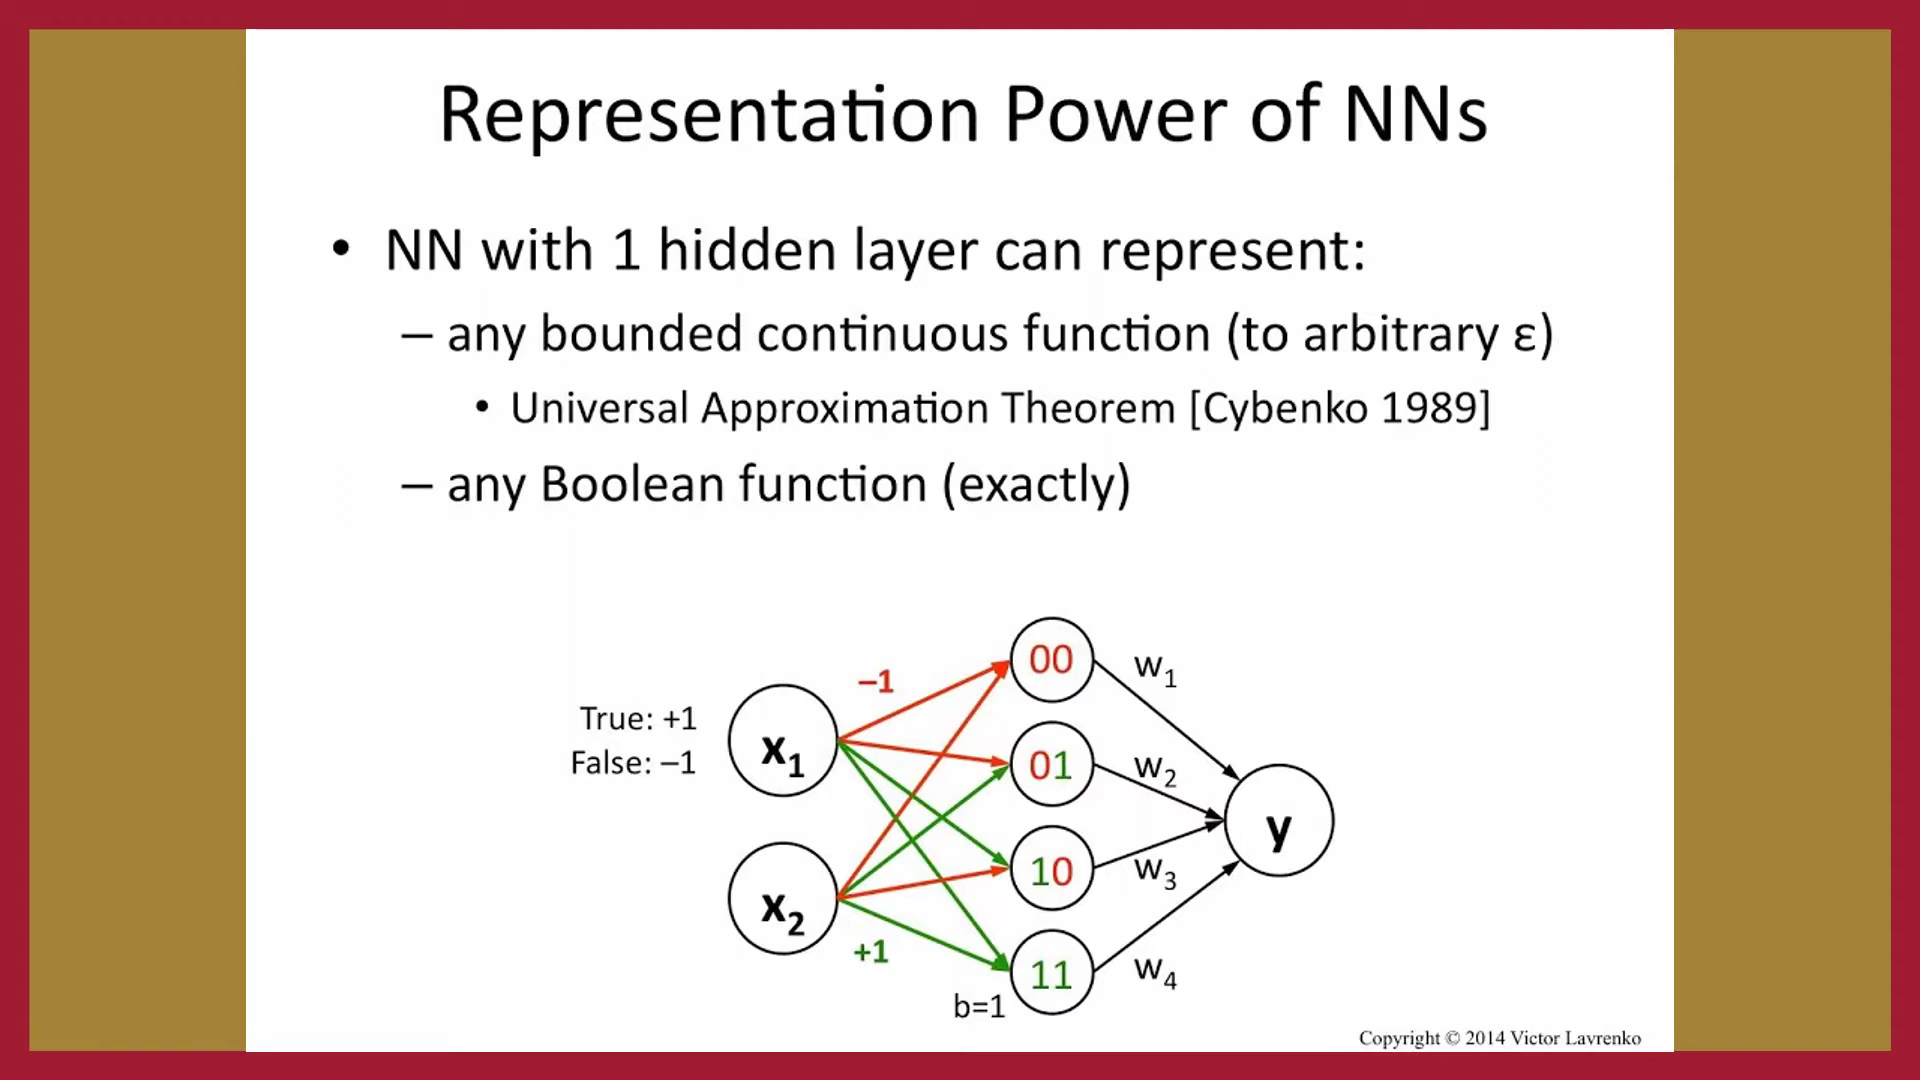 Representation Power of NNs
• NN with 1 hidden layer can represent:
– any bounded continuous function (to arbitrary ε)
• Universal Approximation Theorem [Cybenko 1989]
– any Boolean function (exactly)
True: +1
False: –1
x₁
x₂
–1
+1
00
01
10
11
b=1
w₁
w₂
w₃
w₄
y
Copyright © 2014 Victor Lavrenko